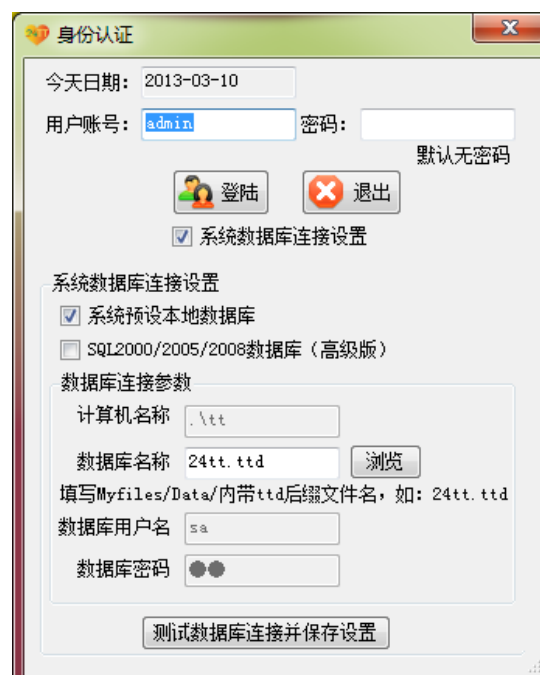 身份认证
今天日期: 2013-03-10
用户账号: admin 密码:
默认无密码
登陆 退出
系统数据库连接设置
系统数据库连接设置
系统预设本地数据库
SQL2000/2005/2008数据库（高级版）
数据库连接参数
计算机名称 .\tt
数据库名称 24tt.ttd 浏览
填写Myfiles/Data/内带ttd后缀文件名，如: 24tt.ttd
数据库用户名 sa
数据库密码 ●●
测试数据库连接并保存设置